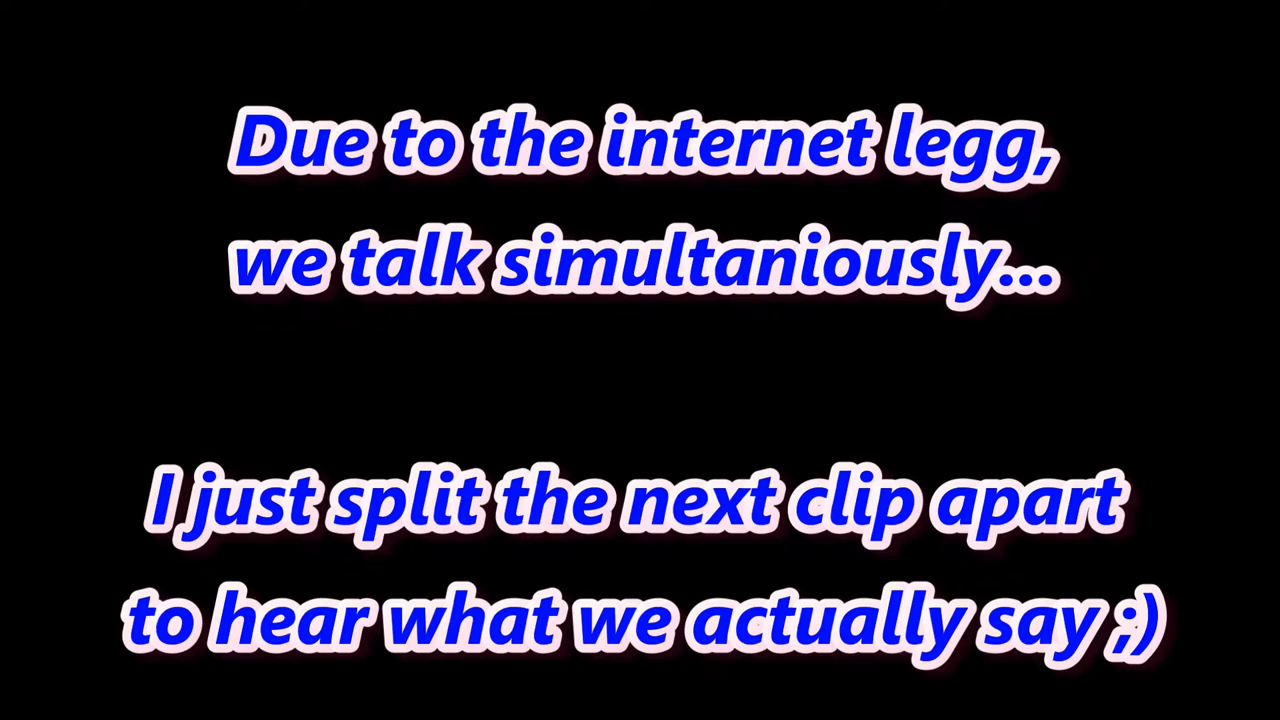 Due to the internet legg,
we talk simultaniously...
I just split the next clip apart
to hear what we actually say ;)